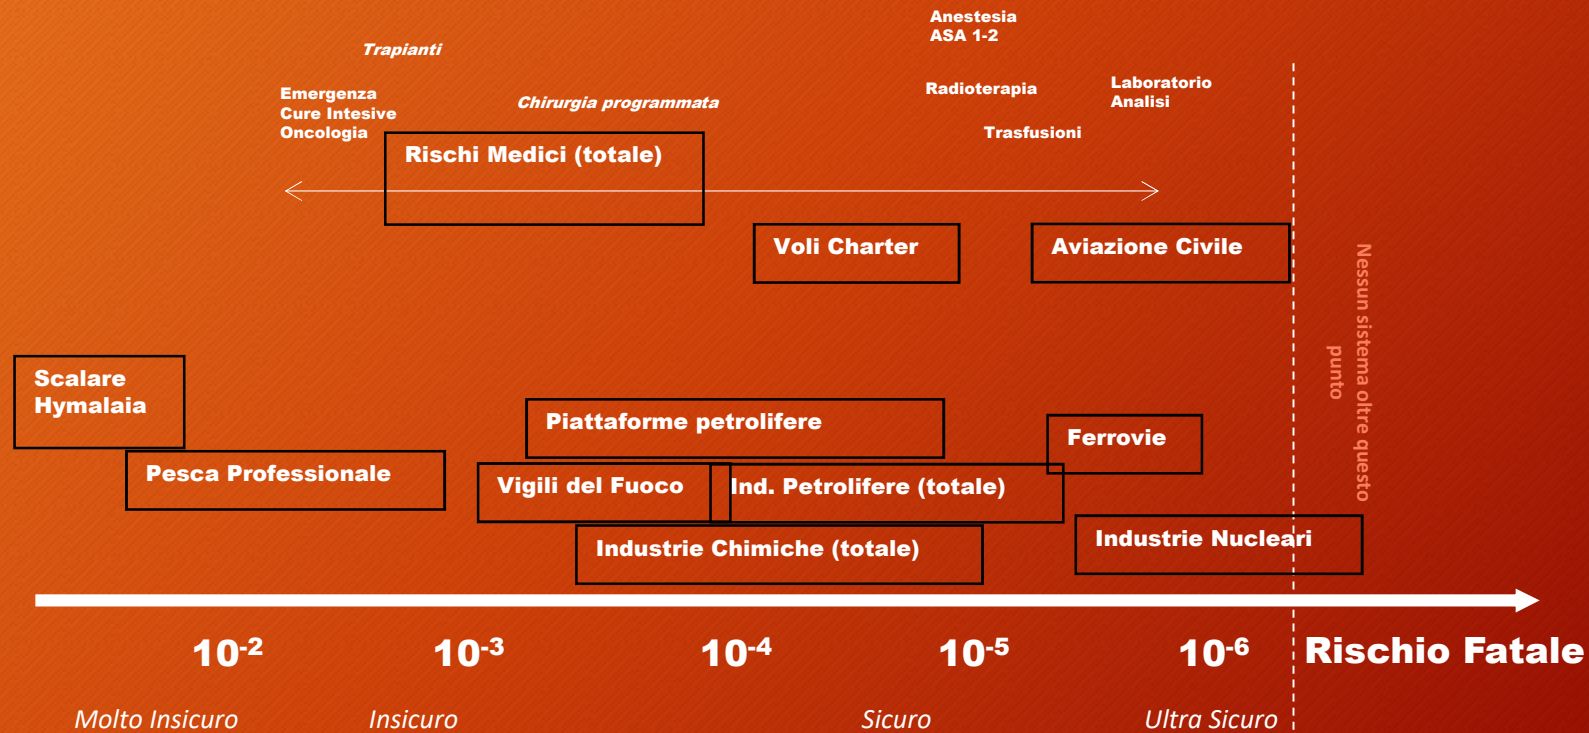 Anestesia
ASA 1-2
Trapianti
Emergenza
Cure Intesive
Oncologia
Chirurgia programmata
Radioterapia
Laboratorio
Analisi
Trasfusioni
Rischi Medici (totale)
Voli Charter
Aviazione Civile
Nessun sistema oltre questo
punto
Scalare
Hymalaia
Piattaforme petrolifere
Ferrovie
Pesca Professionale
Vigili del Fuoco
Ind. Petrolifere (totale)
Industrie Chimiche (totale)
Industrie Nucleari
10-2 10-3 10-4 10-5 10-6 Rischio Fatale
Molto Insicuro Insicuro Sicuro Ultra Sicuro